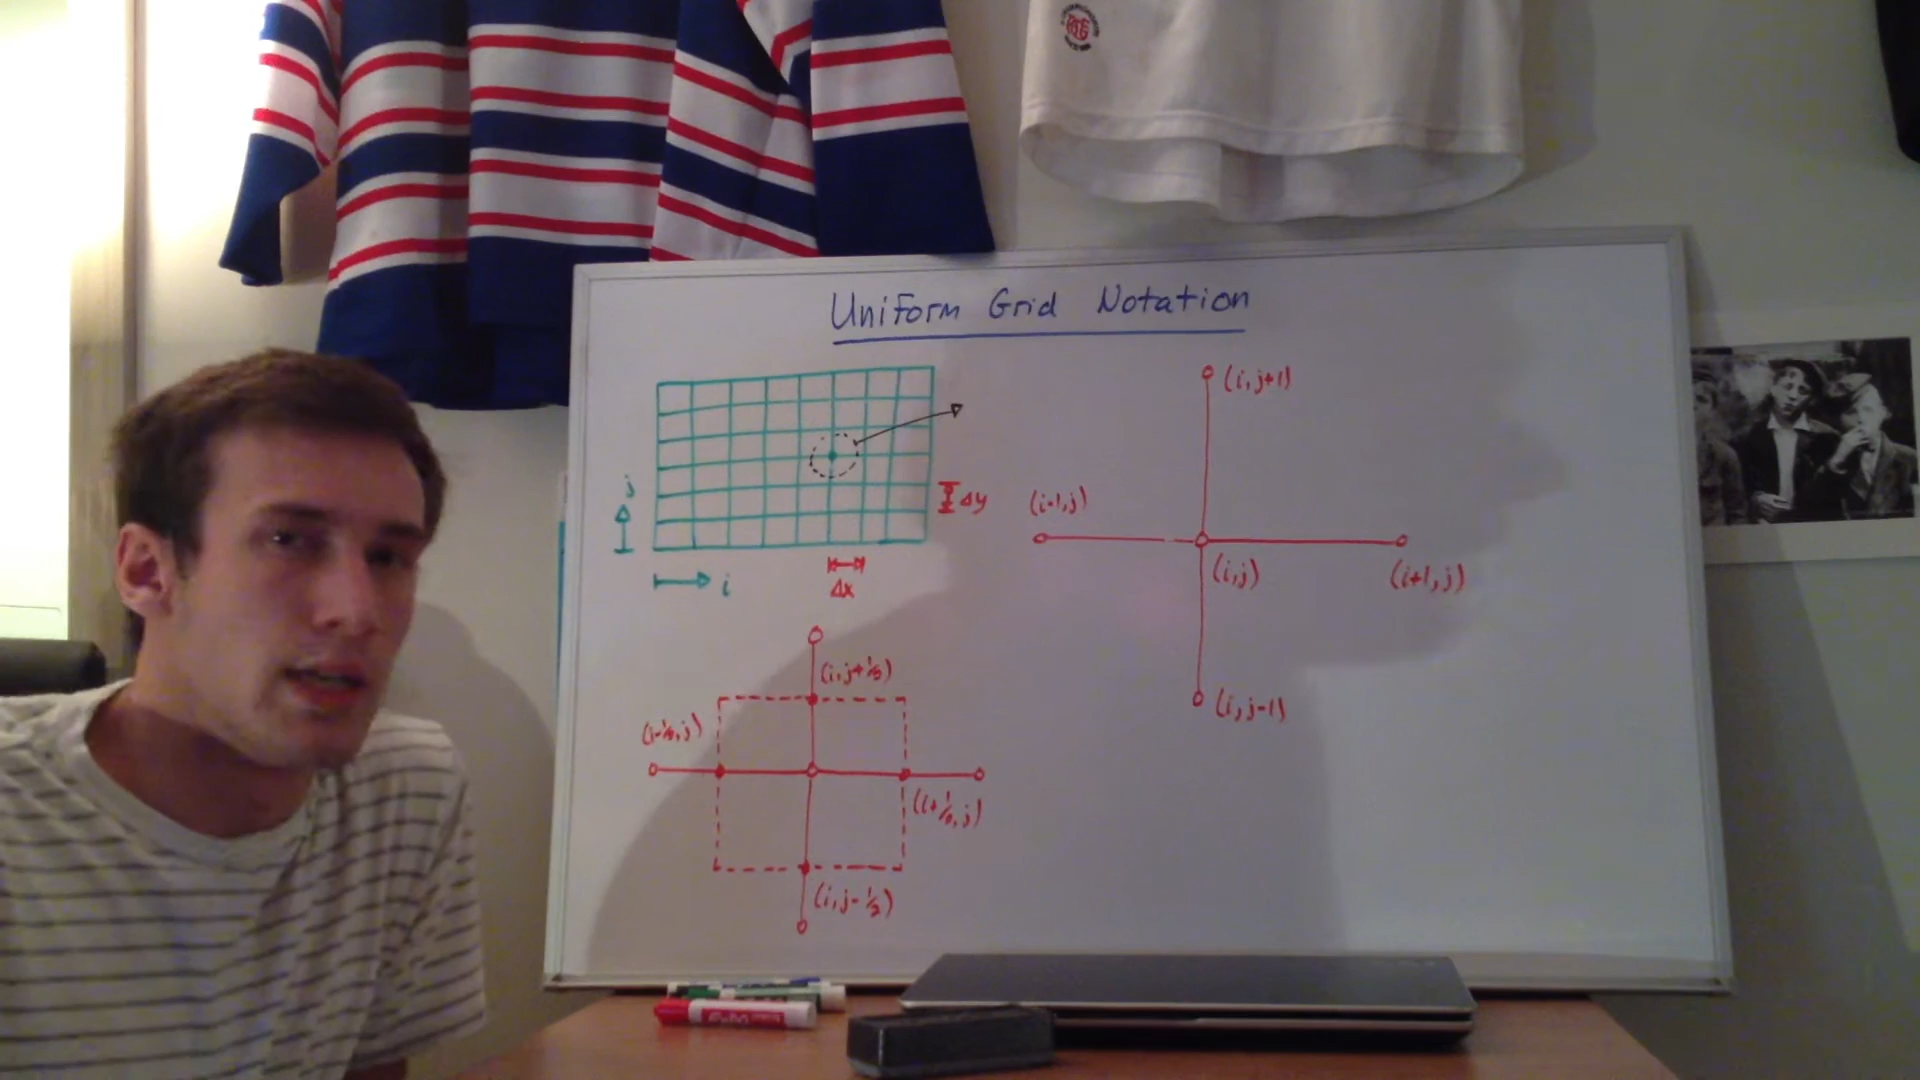 Uniform Grid Notation
(i, j+1)
j
Δy
(i-1, j)
(i, j)
(i+1, j)
i
Δx
(i, j-1)
(i, j+1/2)
(i-1/2, j)
(i+1/2, j)
(i, j-1/2)